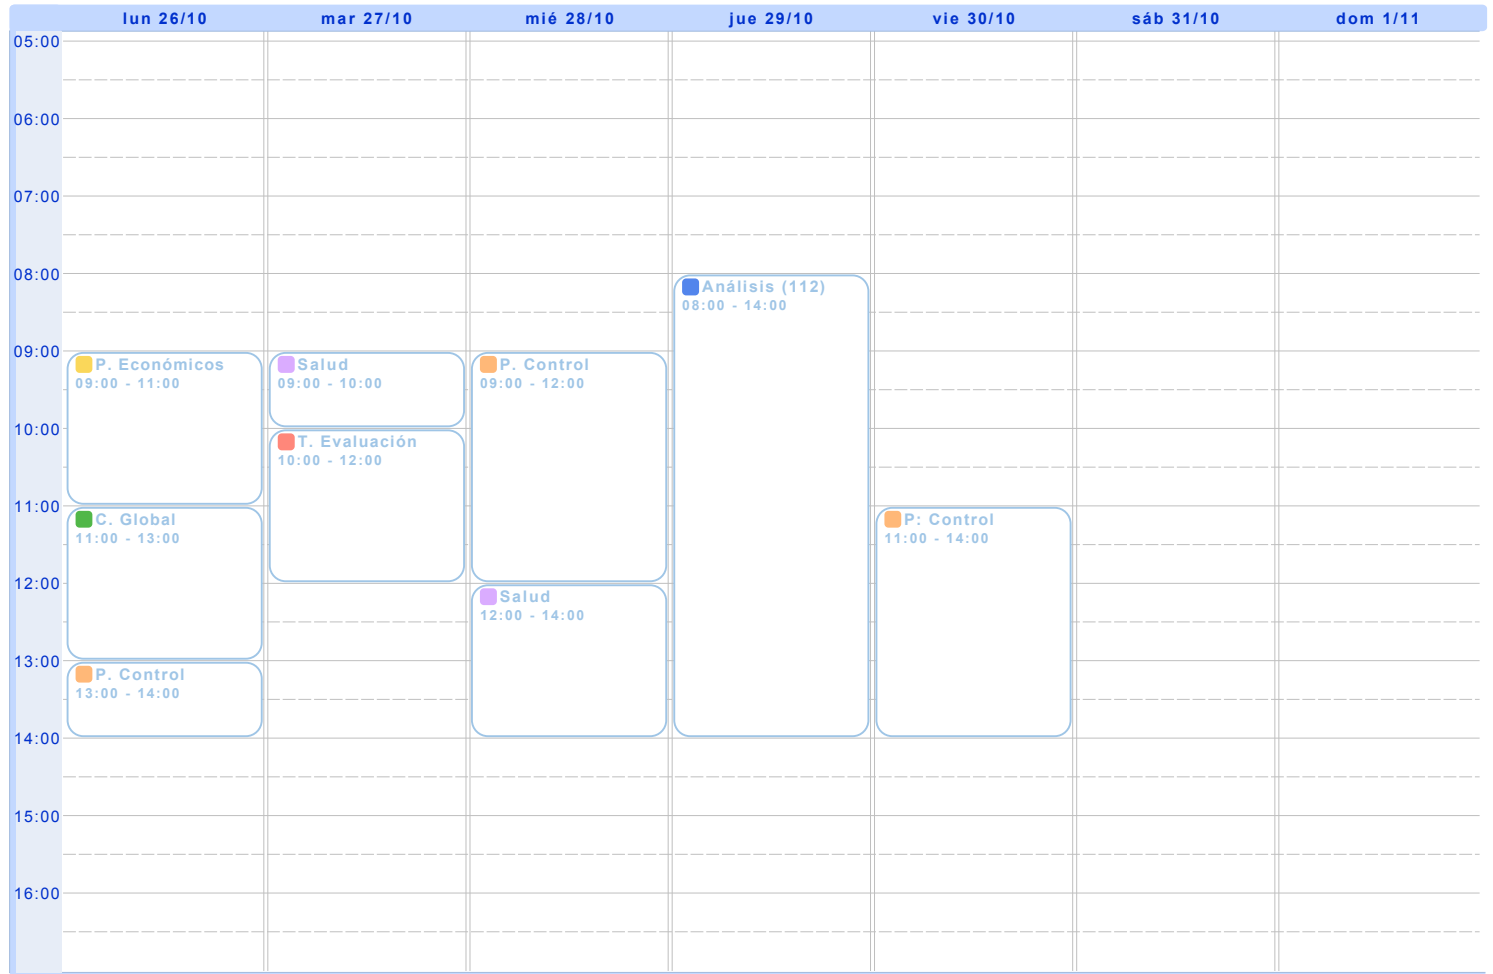 lun 26/10
mar 27/10
mié 28/10
jue 29/10
vie 30/10
sáb 31/10
dom 1/11
05:00
06:00
07:00
08:00
09:00
10:00
11:00
12:00
13:00
14:00
15:00
16:00
P. Económicos
09:00 - 11:00
C. Global
11:00 - 13:00
P. Control
13:00 - 14:00
Salud
09:00 - 10:00
T. Evaluación
10:00 - 12:00
P. Control
09:00 - 12:00
Salud
12:00 - 14:00
Análisis (112)
08:00 - 14:00
P: Control
11:00 - 14:00